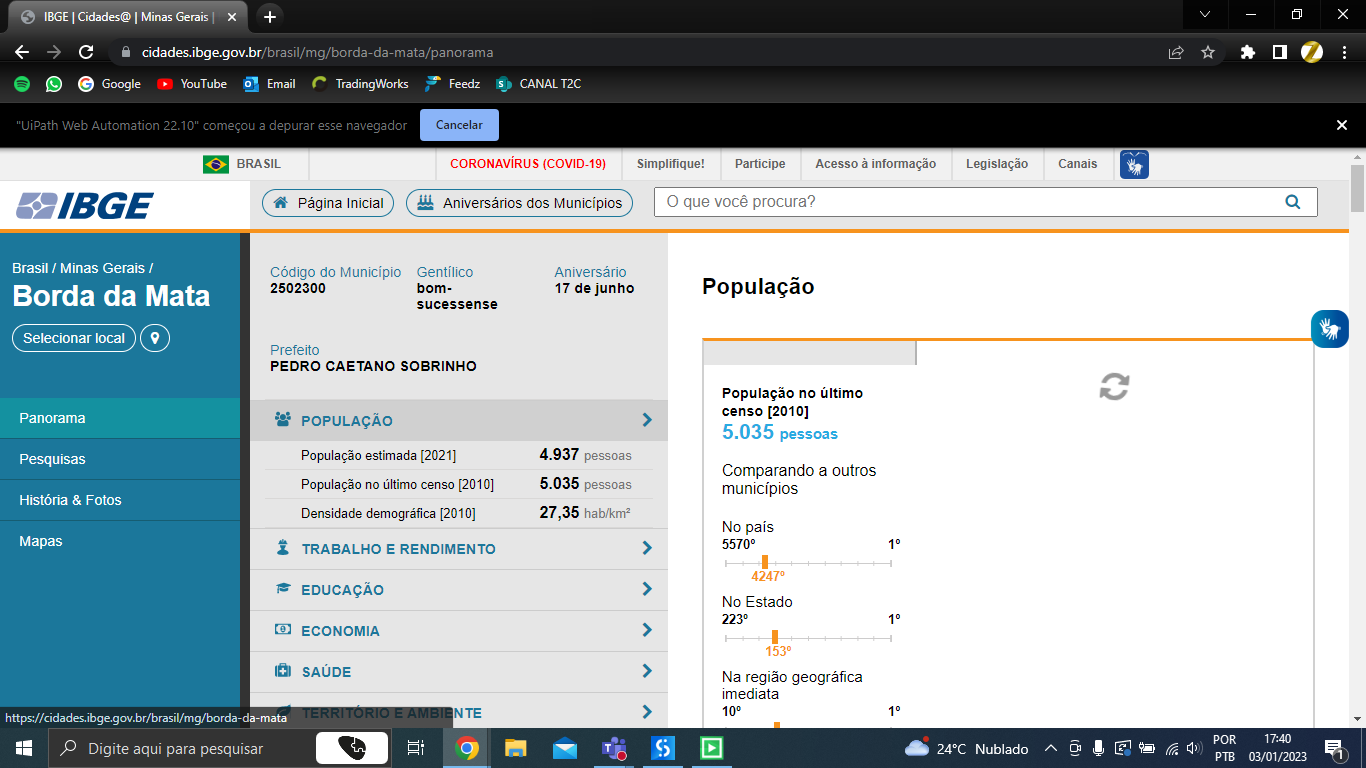 IBGE | Cidades@ | Minas Gerais |
cidades.ibge.gov.br/brasil/mg/borda-da-mata/panorama
Google YouTube Email TradingWorks Feedz CANAL T2C
"UiPath Web Automation 22.10" começou a depurar esse navegador Cancelar
BRASIL CORONAVÍRUS (COVID-19) Simplifique! Participe Acesso à informação Legislação Canais
IBGE Página Inicial Aniversários dos Municípios O que você procura?
Brasil / Minas Gerais /
Borda da Mata
Selecionar local
Panorama
Pesquisas
História & Fotos
Mapas
Código do Município Gentílico Aniversário
2502300 bom-sucessense 17 de junho
Prefeito
PEDRO CAETANO SOBRINHO
POPULAÇÃO
População estimada [2021] 4.937 pessoas
População no último censo [2010] 5.035 pessoas
Densidade demográfica [2010] 27,35 hab/km²
TRABALHO E RENDIMENTO
EDUCAÇÃO
ECONOMIA
SAÚDE
TERRITÓRIO E AMBIENTE
População
População no último
censo [2010]
5.035 pessoas
Comparando a outros
municípios
No país
5570º 1º
4247º
No Estado
223º 1º
153º
Na região geográfica
imediata
10º 1º
https://cidades.ibge.gov.br/brasil/mg/borda-da-mata
Digite aqui para pesquisar
24°C Nublado
POR
PTB
17:40
03/01/2023
1